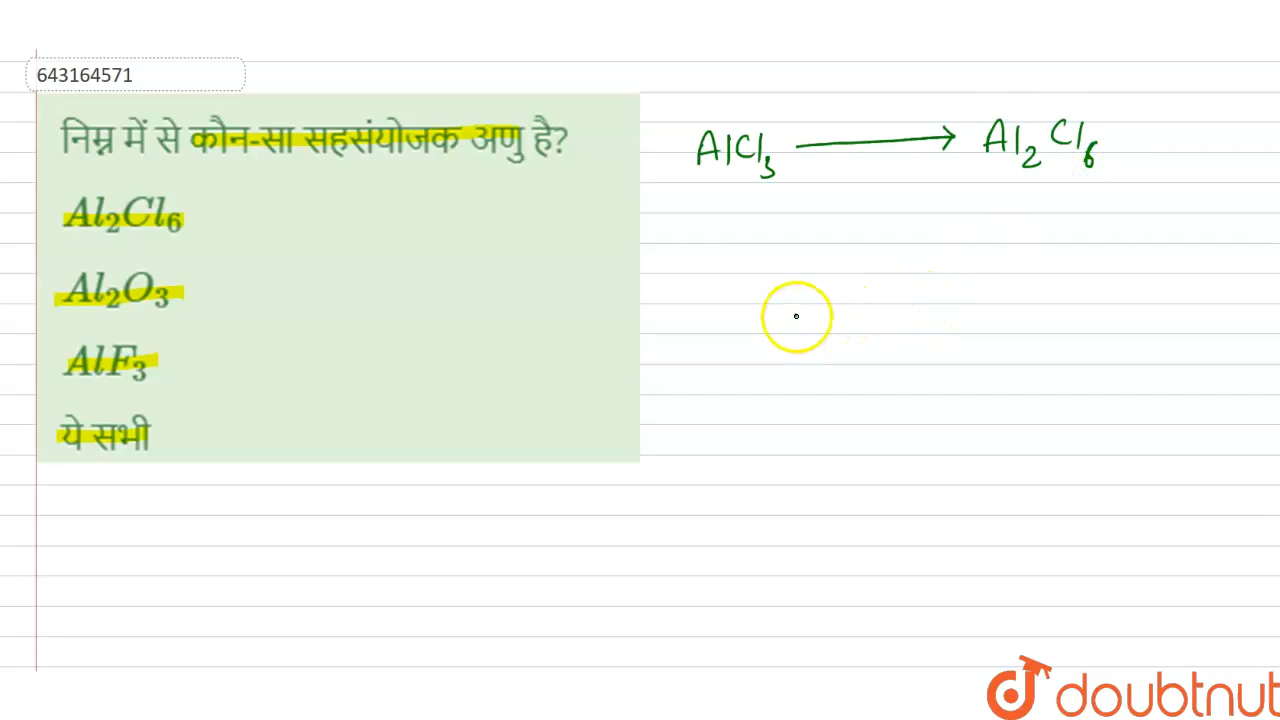 643164571
निम्न में से कौन-सा सहसंयोजक अणु है?
Al₂Cl₆
Al₂O₃
AlF₃
ये सभी
AlCl₃ ⟶ Al₂Cl₆
doubtnut